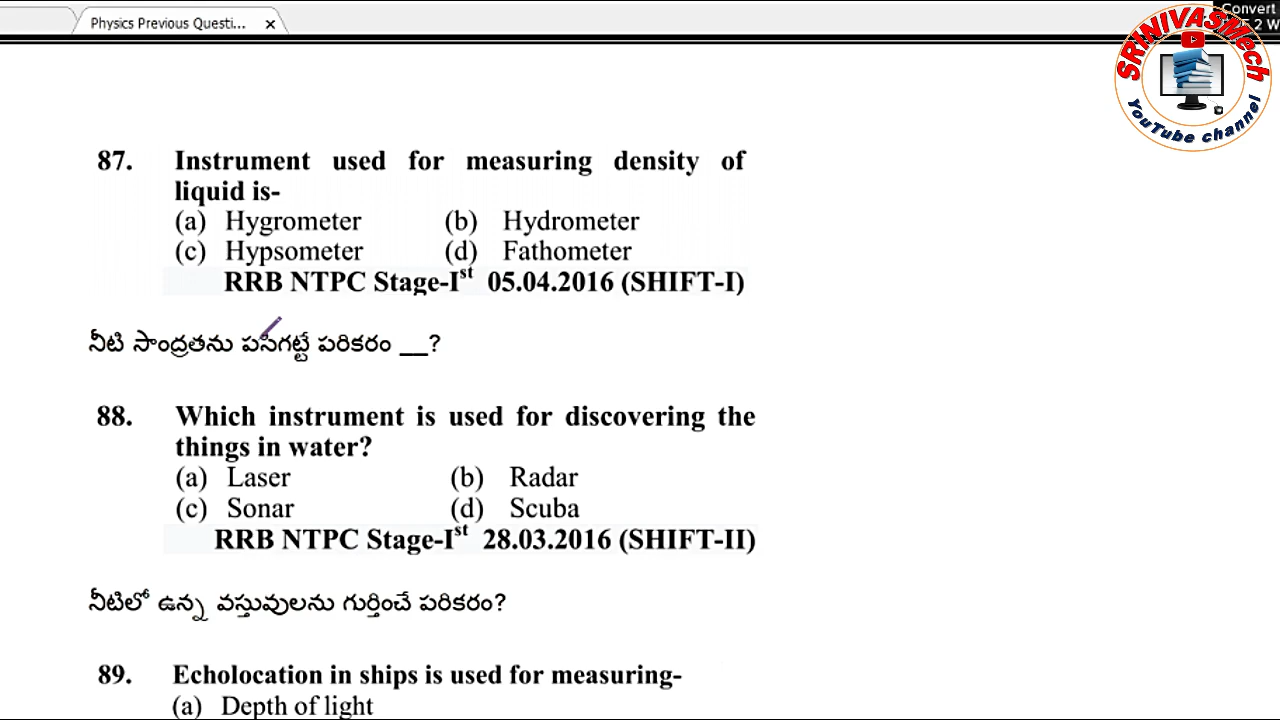 Physics Previous Questi... ×
Convert
2 W
SRINIVASMech
YouTube channel
87. Instrument used for measuring density of
liquid is-
(a) Hygrometer (b) Hydrometer
(c) Hypsometer (d) Fathometer
RRB NTPC Stage-Ist 05.04.2016 (SHIFT-I)
నీటి సాంద్రతను పసిగట్టే పరికరం __?
88. Which instrument is used for discovering the
things in water?
(a) Laser (b) Radar
(c) Sonar (d) Scuba
RRB NTPC Stage-Ist 28.03.2016 (SHIFT-II)
నీటిలో ఉన్న వస్తువులను గుర్తించే పరికరం?
89. Echolocation in ships is used for measuring-
(a) Depth of light